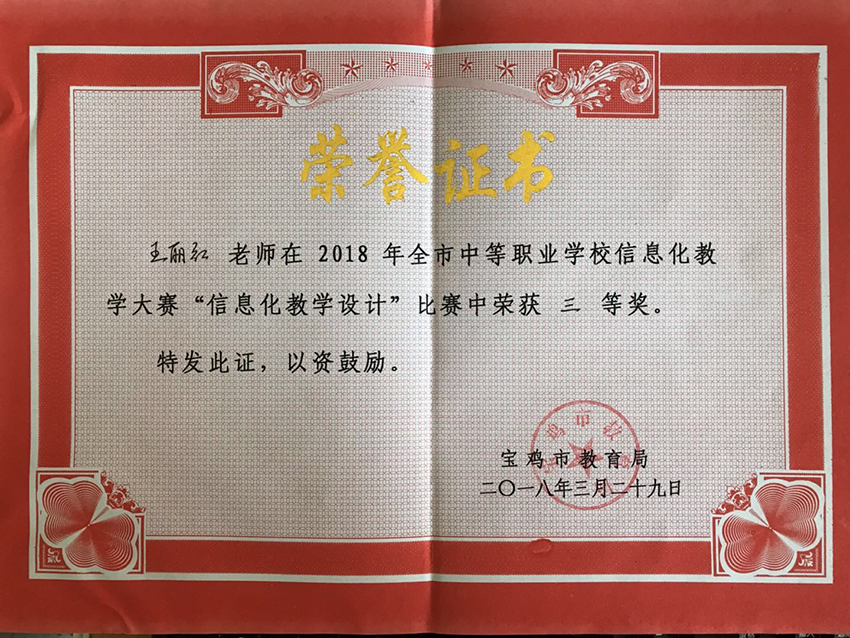 荣誉证书
王丽红 老师在 2018 年全市中等职业学校信息化教
学大赛“信息化教学设计”比赛中荣获 三 等奖。
特发此证，以资鼓励。
宝鸡市教育局
二〇一八年三月二十九日